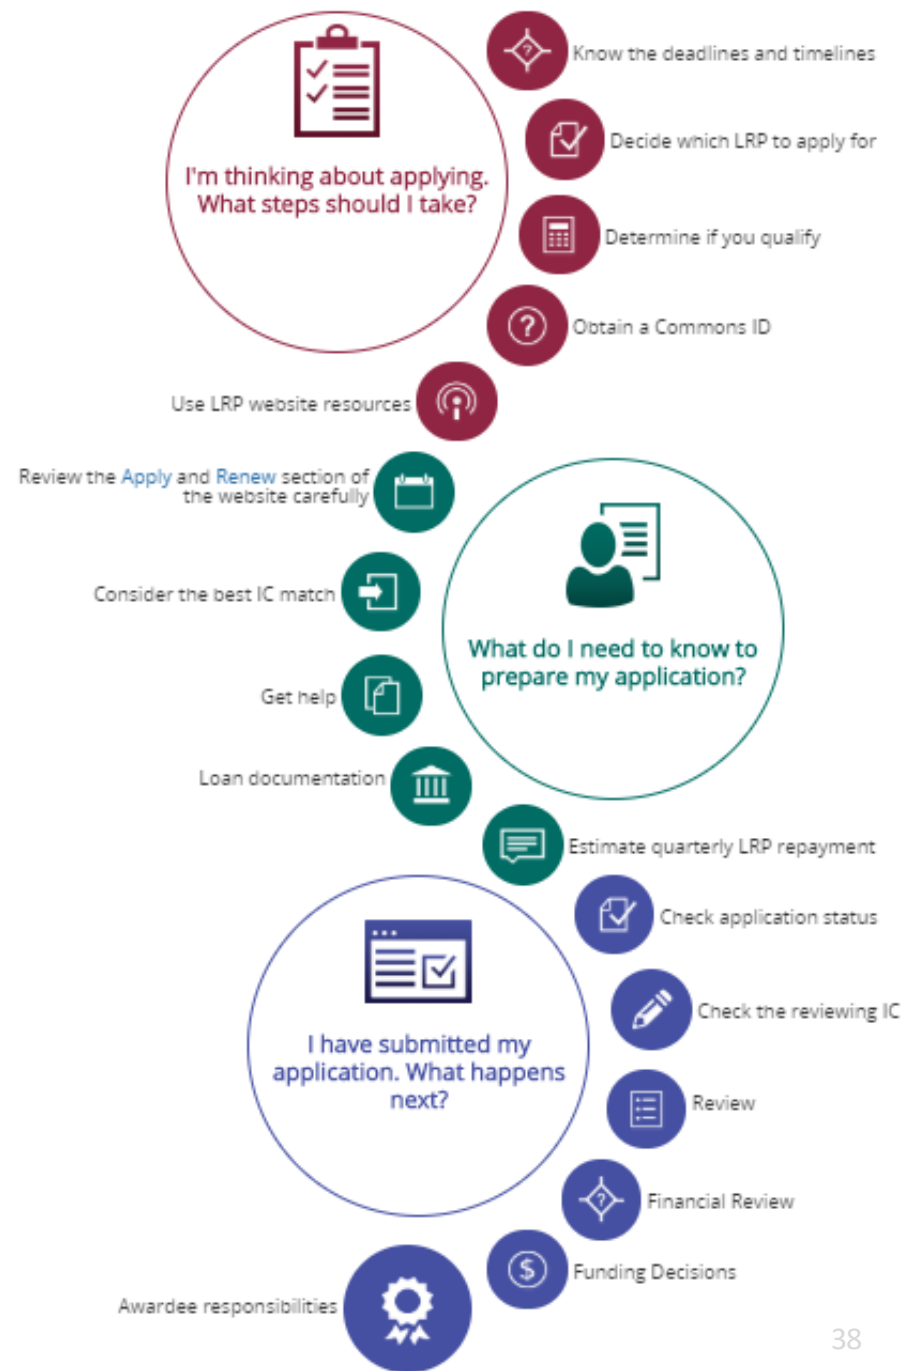 Know the deadlines and timelines
Decide which LRP to apply for
I'm thinking about applying.
What steps should I take?
Determine if you qualify
Obtain a Commons ID
Use LRP website resources
Review the Apply and Renew section of
the website carefully
Consider the best IC match
What do I need to know to
prepare my application?
Get help
Loan documentation
Estimate quarterly LRP repayment
Check application status
Check the reviewing IC
I have submitted my
application. What happens
next?
Review
Financial Review
Funding Decisions
Awardee responsibilities
38